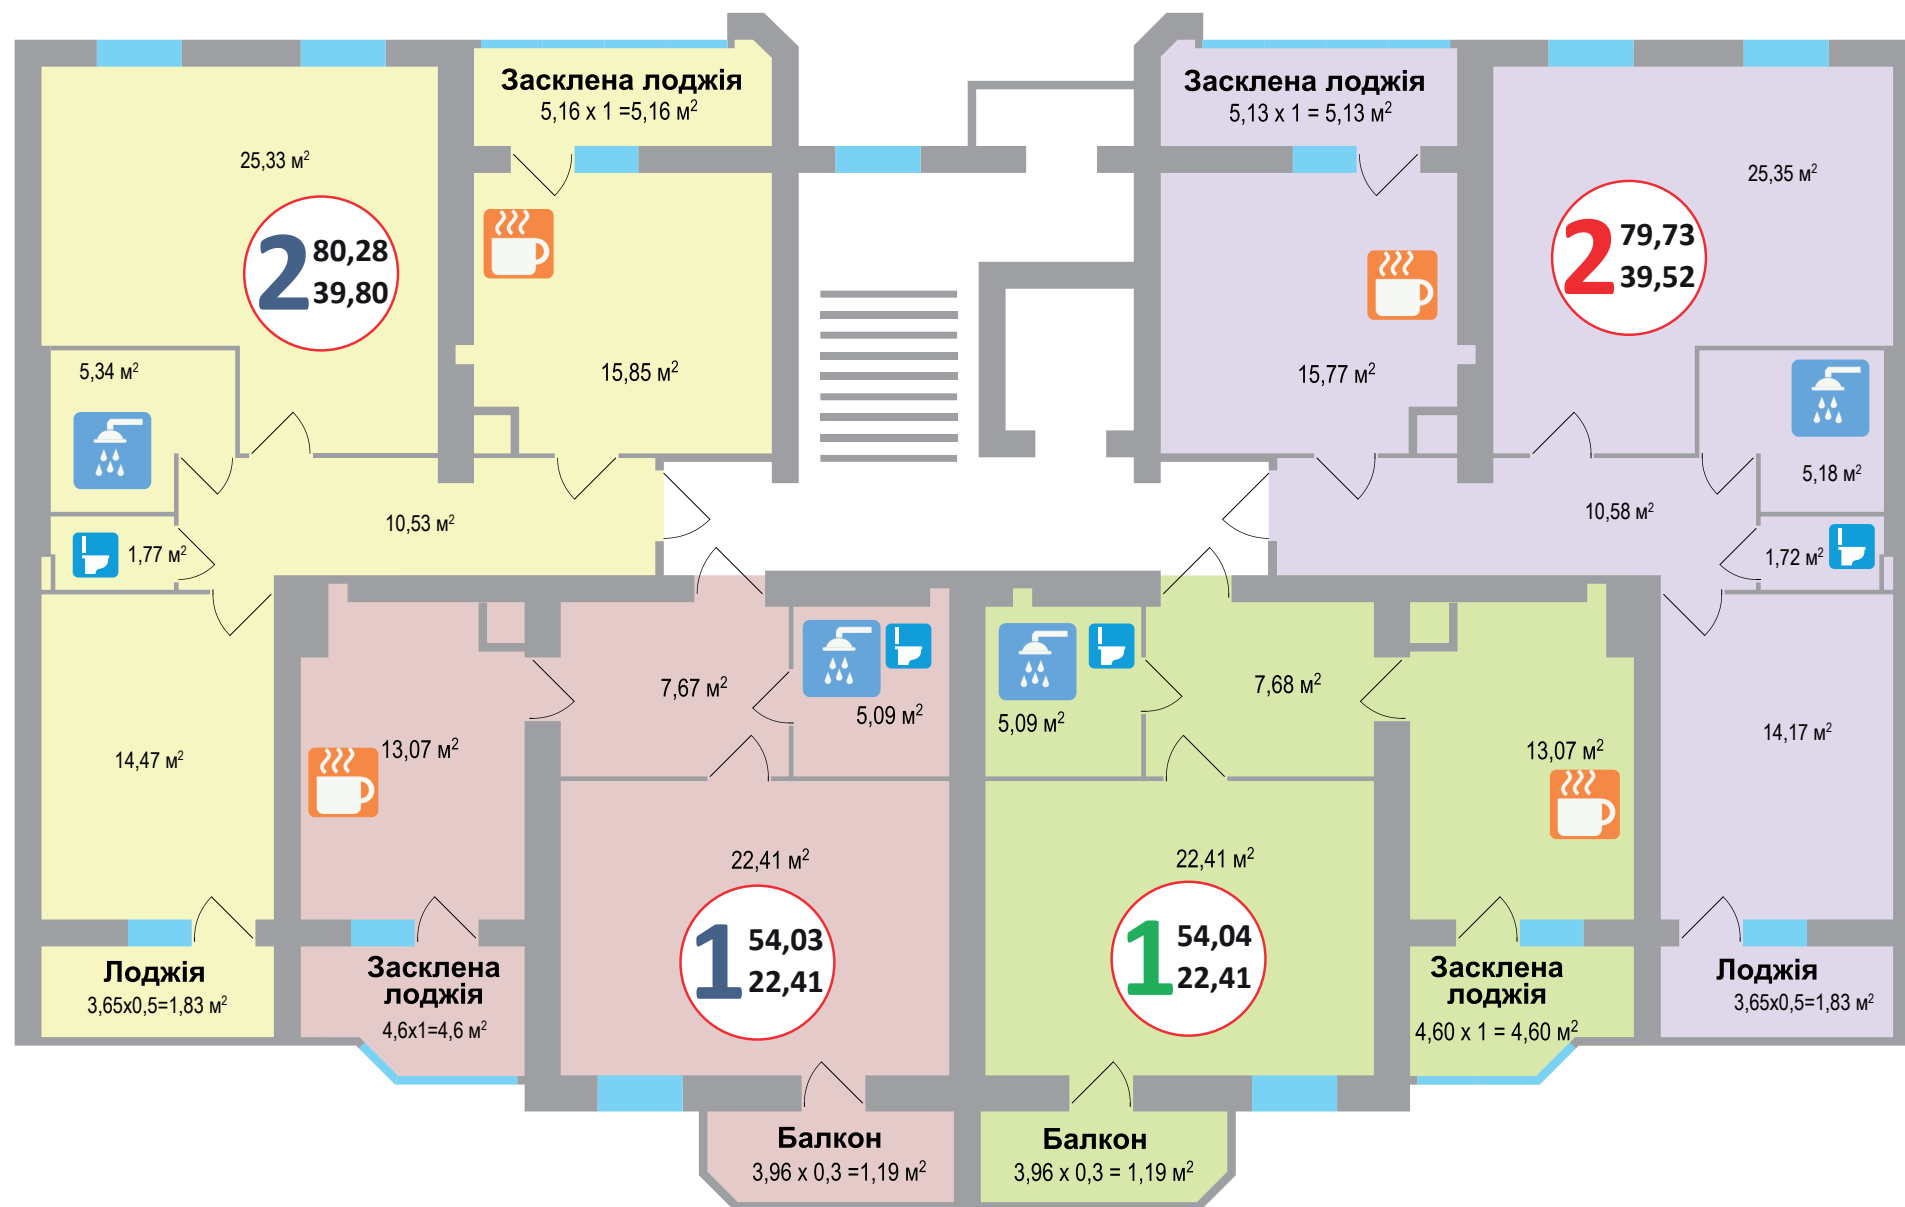 Засклена лоджія
5,16 x 1 =5,16 м²
Засклена лоджія
5,13 x 1 = 5,13 м²
25,33 м²
25,35 м²
2 80,28
39,80
2 79,73
39,52
5,34 м²
15,85 м²
15,77 м²
5,18 м²
10,53 м²
10,58 м²
1,77 м²
1,72 м²
7,67 м²
5,09 м²
5,09 м²
7,68 м²
14,47 м²
13,07 м²
13,07 м²
14,17 м²
22,41 м²
22,41 м²
1 54,03
22,41
1 54,04
22,41
Лоджія
3,65x0,5=1,83 м²
Засклена
лоджія
4,6x1=4,6 м²
Засклена
лоджія
4,60 x 1 = 4,60 м²
Лоджія
3,65x0,5=1,83 м²
Балкон
3,96 x 0,3 =1,19 м²
Балкон
3,96 x 0,3 = 1,19 м²